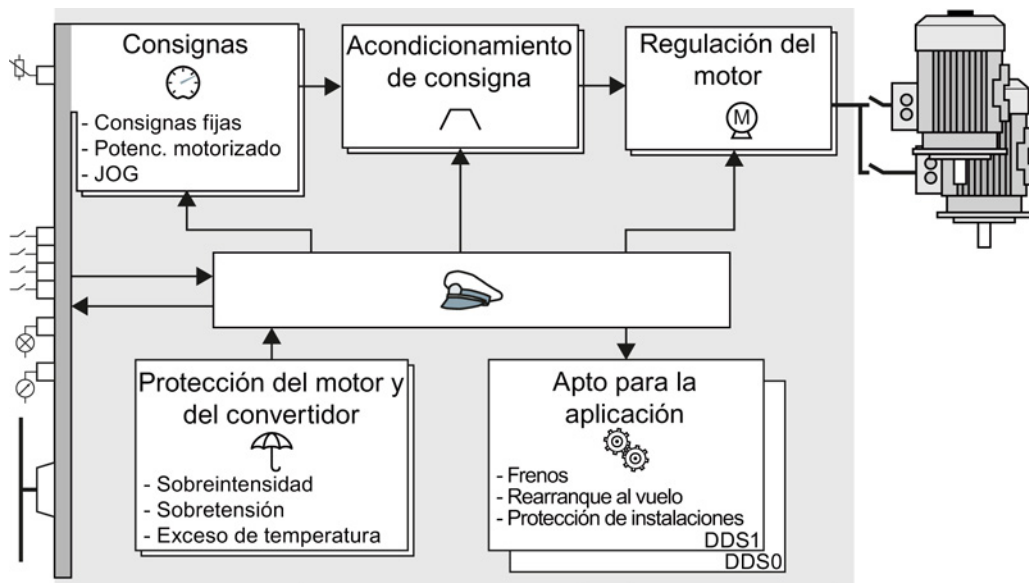 Consignas
- Consignas fijas
- Potenc. motorizado
- JOG
Acondicionamiento
de consigna
Regulación del
motor
M
Protección del motor y
del convertidor
- Sobreintensidad
- Sobretensión
- Exceso de temperatura
Apto para la
aplicación
- Frenos
- Rearranque al vuelo
- Protección de instalaciones
DDS1
DDS0